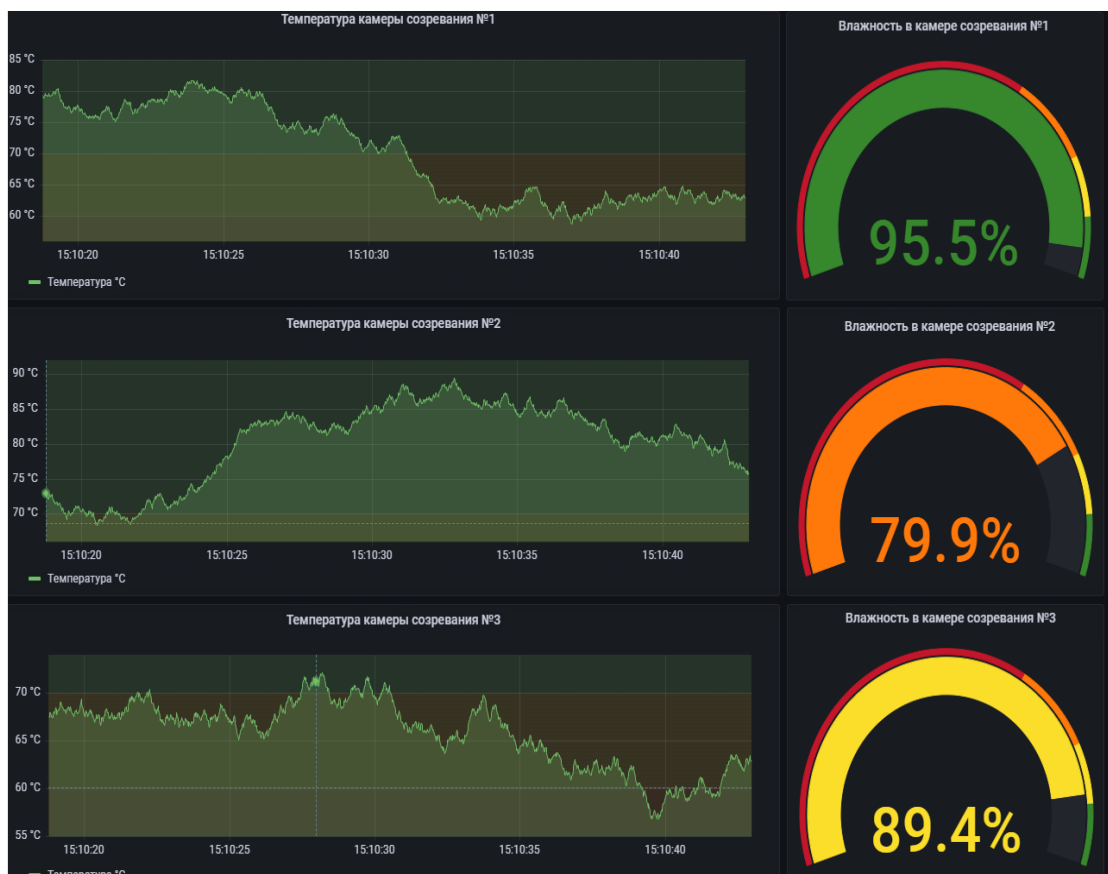 Температура камеры созревания №1
85 °C
80 °C
75 °C
70 °C
65 °C
60 °C
15:10:20 15:10:25 15:10:30 15:10:35 15:10:40
Температура °C
Влажность в камере созревания №1
95.5%
Температура камеры созревания №2
90 °C
85 °C
80 °C
75 °C
70 °C
15:10:20 15:10:25 15:10:30 15:10:35 15:10:40
Температура °C
Влажность в камере созревания №2
79.9%
Температура камеры созревания №3
70 °C
65 °C
60 °C
55 °C
15:10:20 15:10:25 15:10:30 15:10:35 15:10:40
Температура °C
Влажность в камере созревания №3
89.4%